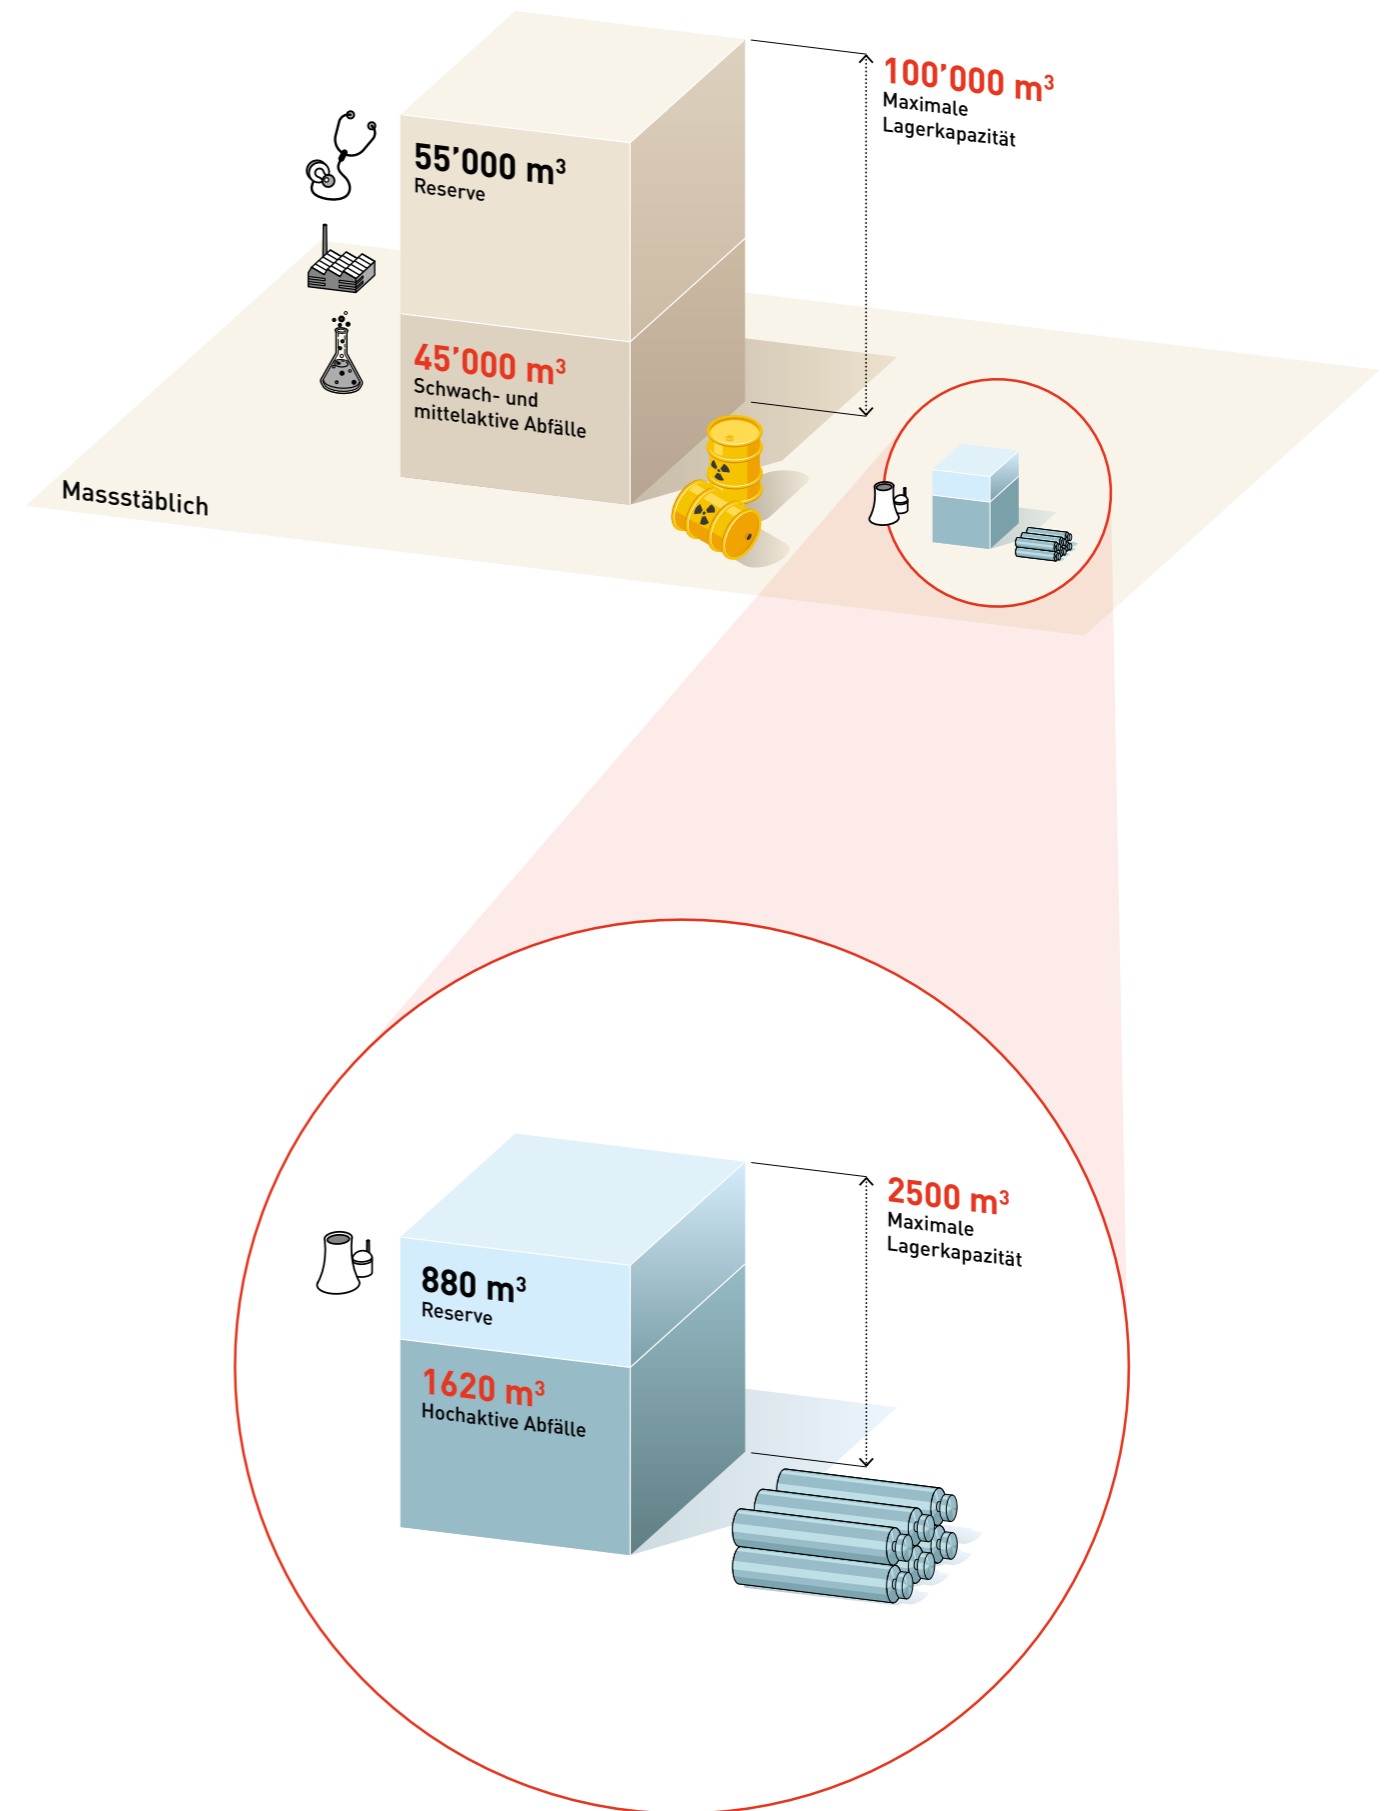 100’000 m³
Maximale
Lagerkapazität
55’000 m³
Reserve
45’000 m³
Schwach- und
mittelaktive Abfälle
Massstäblich
2500 m³
Maximale
Lagerkapazität
880 m³
Reserve
1620 m³
Hochaktive Abfälle